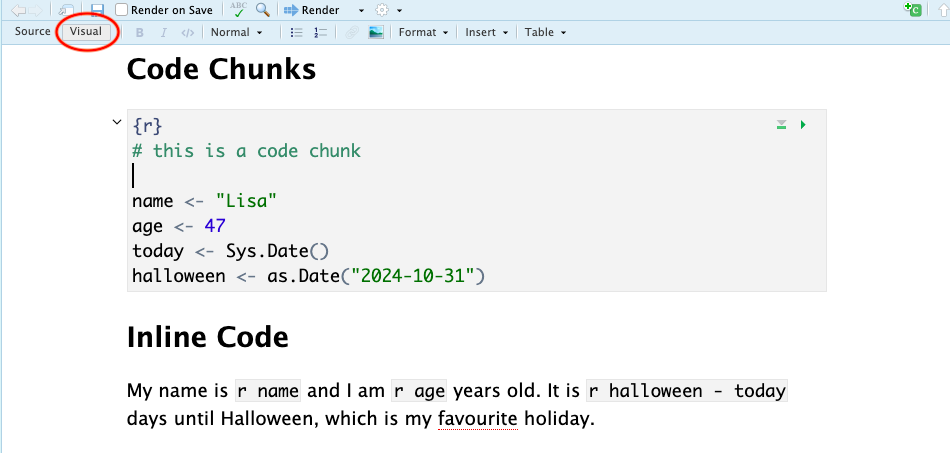 Render on Save ABC Render
Source Visual B I </> Normal Format Insert Table
Code Chunks
{r}
# this is a code chunk
name <- "Lisa"
age <- 47
today <- Sys.Date()
halloween <- as.Date("2024-10-31")
Inline Code
My name is r name and I am r age years old. It is r halloween - today
days until Halloween, which is my favourite holiday.